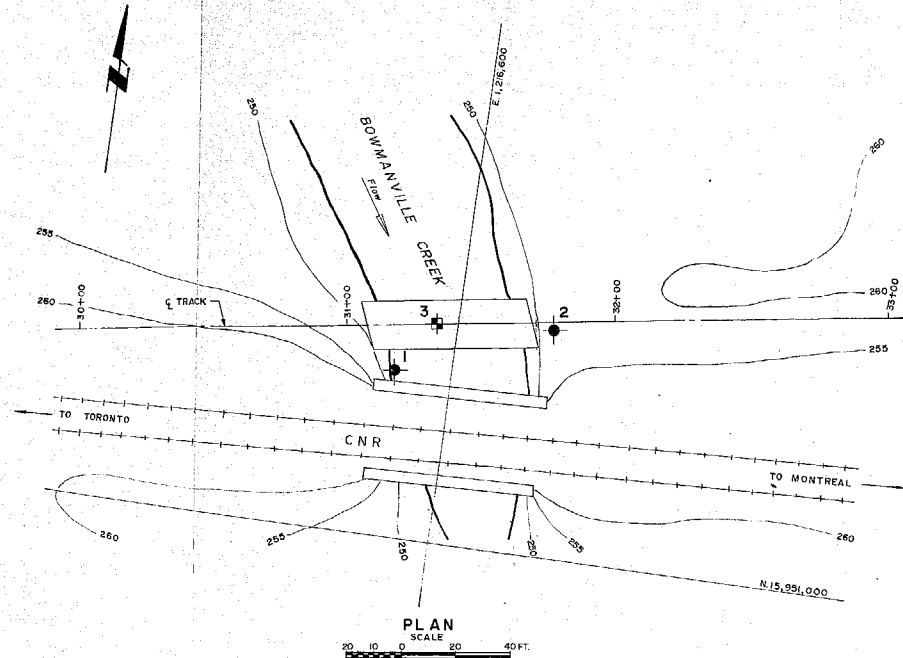 250
250
E. 1,216,600
BOWMANVILLE CREEK
Flow
260
255
260
℄ TRACK
30+00
31+00
3
2
32+00
260
33+00
1
255
TO TORONTO
CNR
TO MONTREAL
260
255
250
250
255
260
N.15,951,000
PLAN
SCALE
20 10 0 20 40 FT.